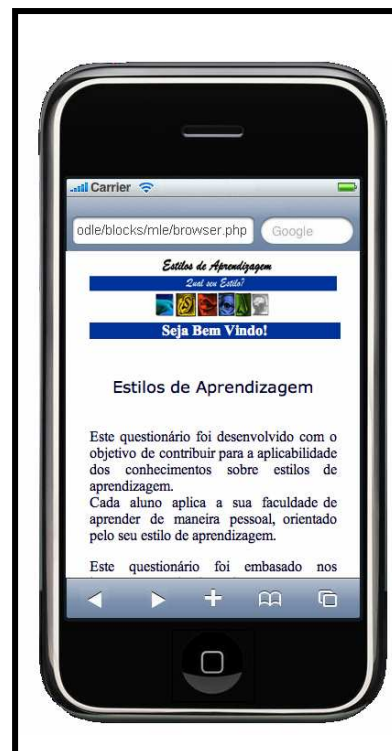 Carrier
odle/blocks/mle/browser.php Google
Estilos de Aprendizagem
Qual seu Estilo?
Seja Bem Vindo!
Estilos de Aprendizagem
Este questionário foi desenvolvido com o
objetivo de contribuir para a aplicabilidade
dos conhecimentos sobre estilos de
aprendizagem.
Cada aluno aplica a sua faculdade de
aprender de maneira pessoal, orientado
pelo seu estilo de aprendizagem.
Este questionário foi embasado nos